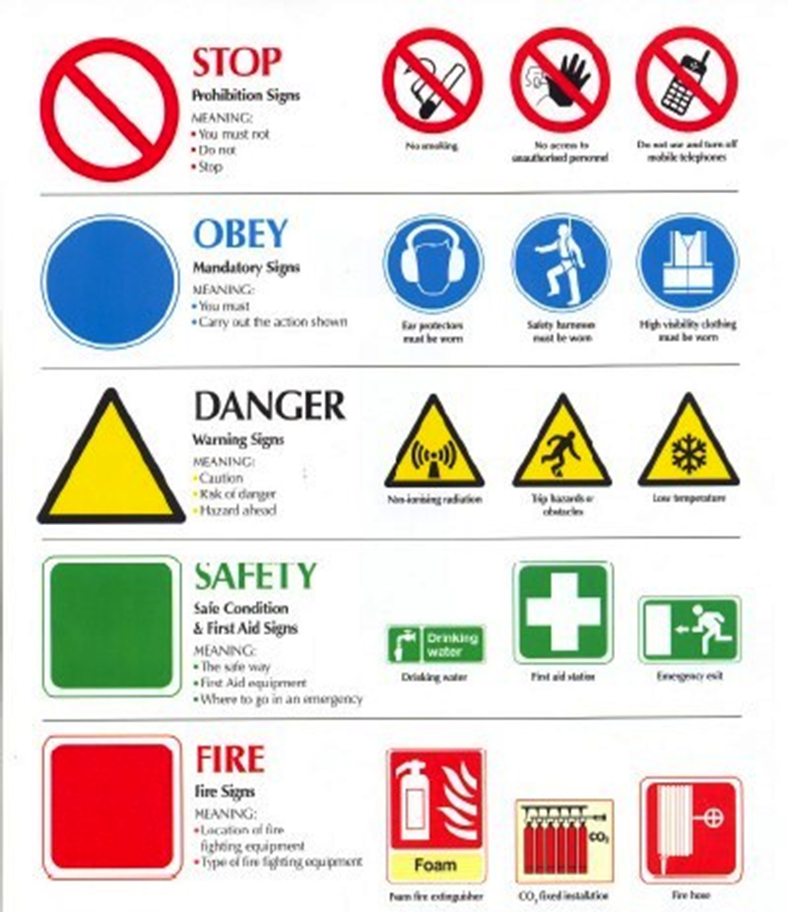 STOP
Prohibition Signs
MEANING:
• You must not
• Do not
• Stop
No smoking
No access to
unauthorised personnel
Do not use and turn off
mobile telephones
OBEY
Mandatory Signs
MEANING:
• You must
• Carry out the action shown
Ear protectors
must be worn
Safety harnesses
must be worn
High visibility clothing
must be worn
DANGER
Warning Signs
MEANING:
• Caution
• Risk of danger
• Hazard ahead
Non-ionising radiation
Trip hazards or
obstacles
Low temperature
SAFETY
Safe Condition
& First Aid Signs
MEANING:
• The safe way
• First Aid equipment
• Where to go in an emergency
Drinking
water
Drinking water
First aid station
Emergency exit
FIRE
Fire Signs
MEANING:
• Location of fire
fighting equipment
• Type of fire fighting equipment
Foam
Foam fire extinguisher
CO₂
CO₂ fixed installation
Fire hose